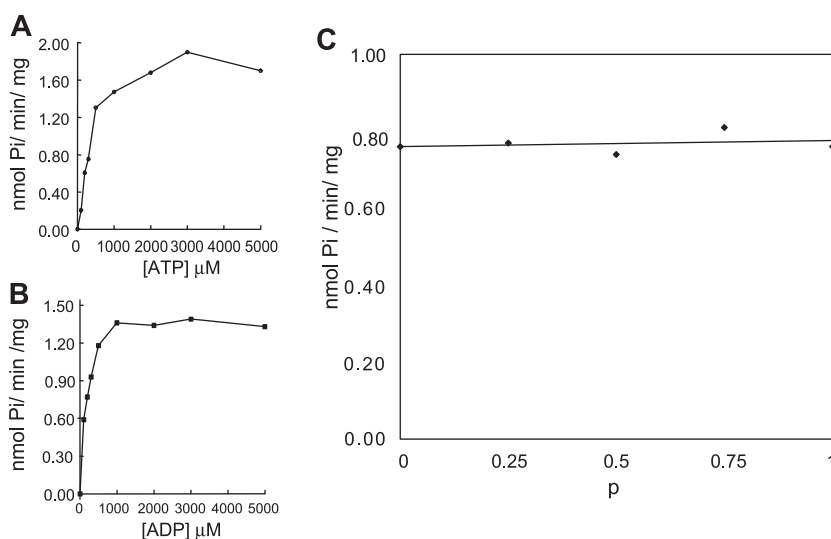 A
nmol Pi/ min/ mg
2.00
1.60
0.80
0.40
0.00
0 1000 2000 3000 4000 5000
[ATP] µM
B
nmol Pi/ min /mg
1.50
1.20
0.90
0.60
0.30
0.00
0 1000 2000 3000 4000 5000
[ADP] µM
C
nmol Pi / min/ mg
1.00
0.80
0.60
0.40
0.20
0.00
0 0.25 0.5 0.75 1
p